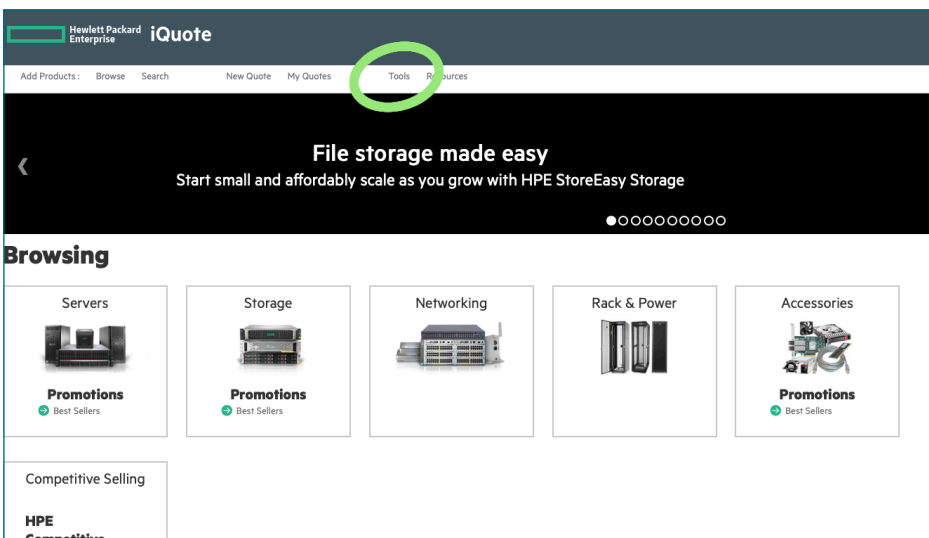 Hewlett Packard
Enterprise
iQuote
Add Products : Browse Search New Quote My Quotes Tools Resources
File storage made easy
Start small and affordably scale as you grow with HPE StoreEasy Storage
Browsing
Servers Storage Networking Rack & Power Accessories
Promotions Promotions Promotions
Best Sellers Best Sellers Best Sellers
Competitive Selling
HPE
Competitive